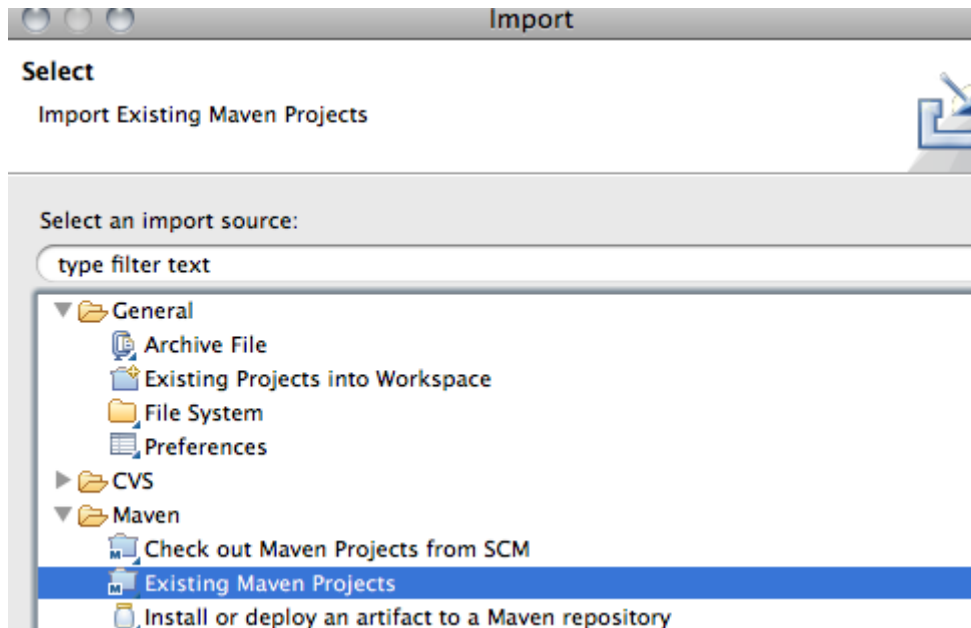 Import
Select
Import Existing Maven Projects
Select an import source:
type filter text
General
Archive File
Existing Projects into Workspace
File System
Preferences
CVS
Maven
Check out Maven Projects from SCM
Existing Maven Projects
Install or deploy an artifact to a Maven repository